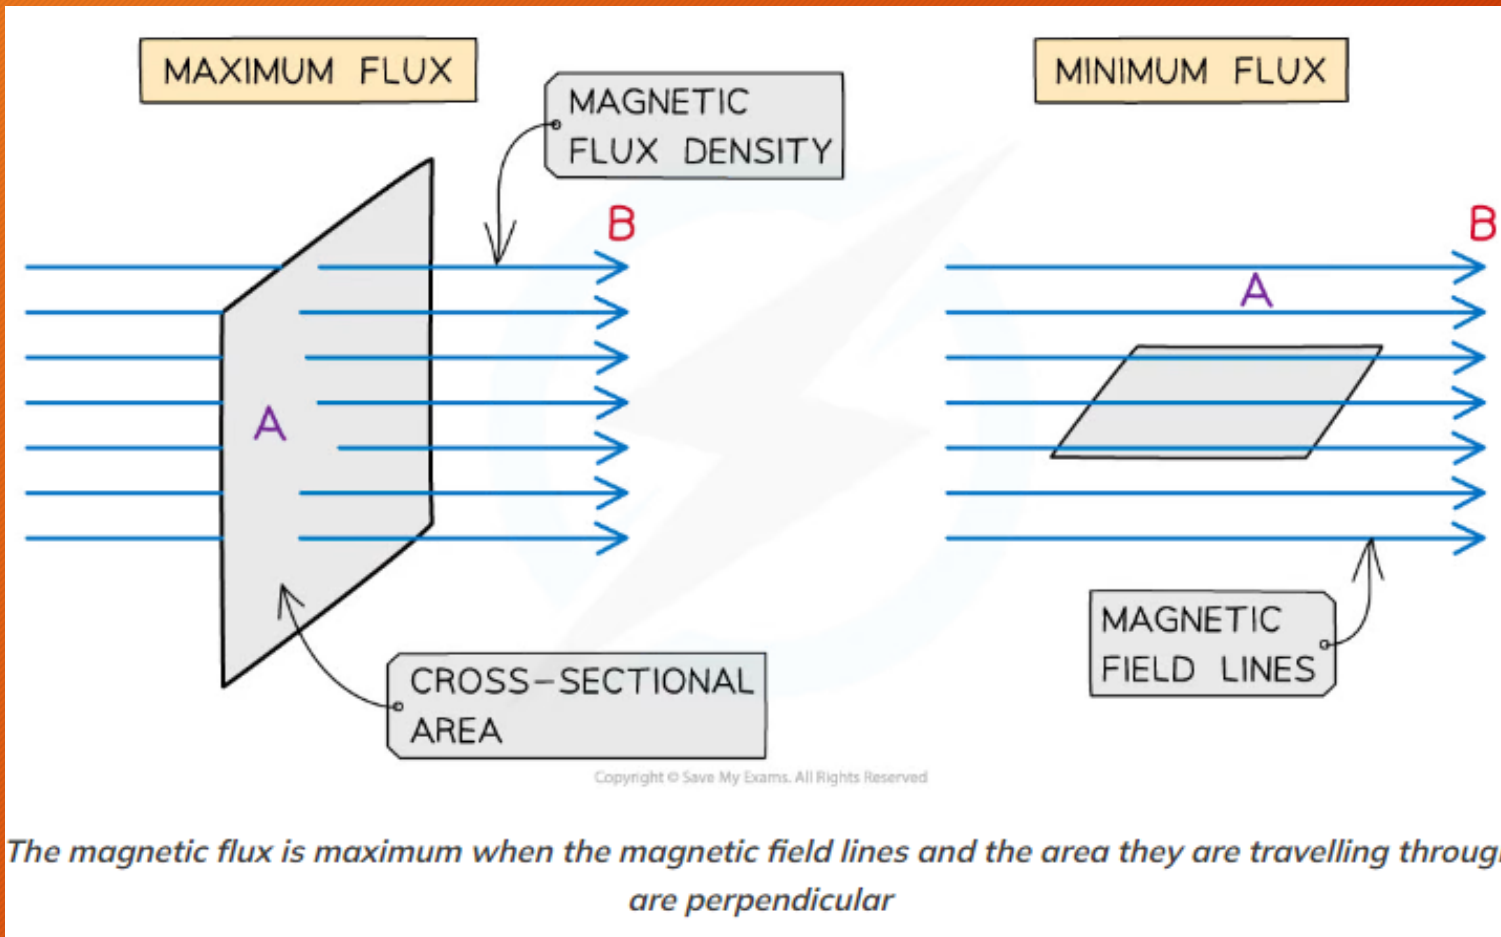 MAXIMUM FLUX
MAGNETIC
FLUX DENSITY
B
A
CROSS-SECTIONAL
AREA
MINIMUM FLUX
B
A
MAGNETIC
FIELD LINES
Copyright © Save My Exams. All Rights Reserved
The magnetic flux is maximum when the magnetic field lines and the area they are travelling through
are perpendicular